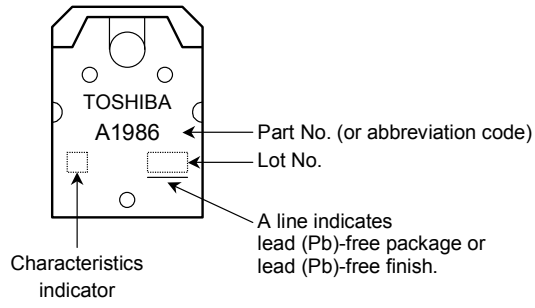 TOSHIBA
A1986
Part No. (or abbreviation code)
Lot No.
A line indicates
lead (Pb)-free package or
lead (Pb)-free finish.
Characteristics
indicator